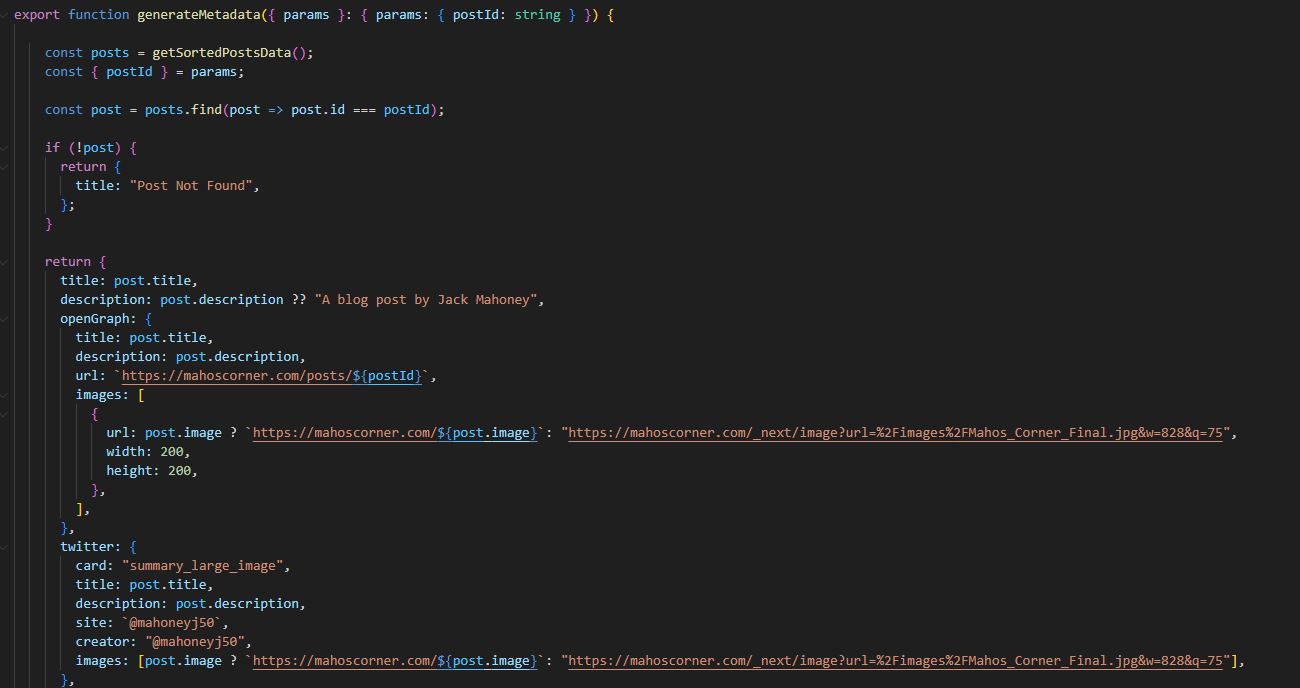 export function generateMetadata({ params }: { params: { postId: string } }) {
const posts = getSortedPostsData();
const { postId } = params;
const post = posts.find(post => post.id === postId);
if (!post) {
return {
title: "Post Not Found",
};
}
return {
title: post.title,
description: post.description ?? "A blog post by Jack Mahoney",
openGraph: {
title: post.title,
description: post.description,
url: `https://mahoscorner.com/posts/${postId}`,
images: [
{
url: post.image ? `https://mahoscorner.com/${post.image}`: "https://mahoscorner.com/_next/image?url=%2Fimages%2FMahos_Corner_Final.jpg&w=828&q=75",
width: 200,
height: 200,
},
],
},
twitter: {
card: "summary_large_image",
title: post.title,
description: post.description,
site: `@mahoneyj50`,
creator: "@mahoneyj50",
images: [post.image ? `https://mahoscorner.com/${post.image}`: "https://mahoscorner.com/_next/image?url=%2Fimages%2FMahos_Corner_Final.jpg&w=828&q=75"],
},